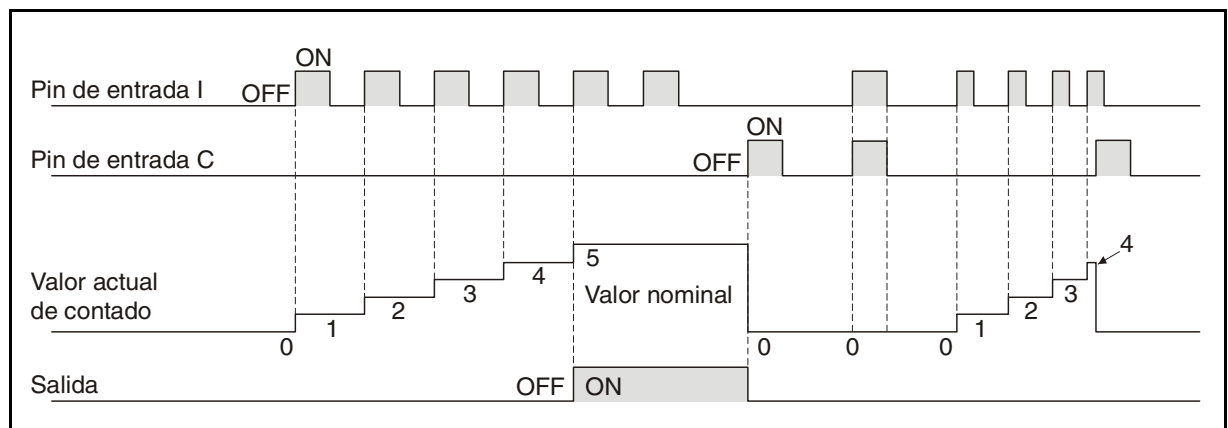 ON
Pin de entrada I
OFF
ON
Pin de entrada C
OFF
Valor actual
de contado
0
1
2
3
4
5
Valor nominal
0
0
0
1
2
3
4
Salida
OFF
ON